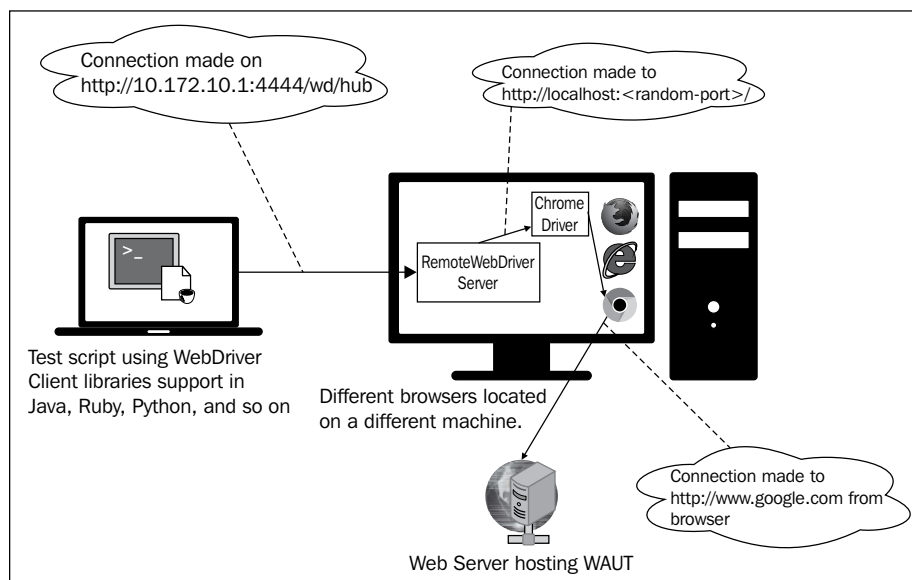 Connection made on
http://10.172.10.1:4444/wd/hub
Connection made to
http://localhost:<random-port>/
Chrome
Driver
RemoteWebDriver
Server
>_
Test script using WebDriver
Client libraries support in
Java, Ruby, Python, and so on
Different browsers located
on a different machine.
Connection made to
http://www.google.com from
browser
Web Server hosting WAUT